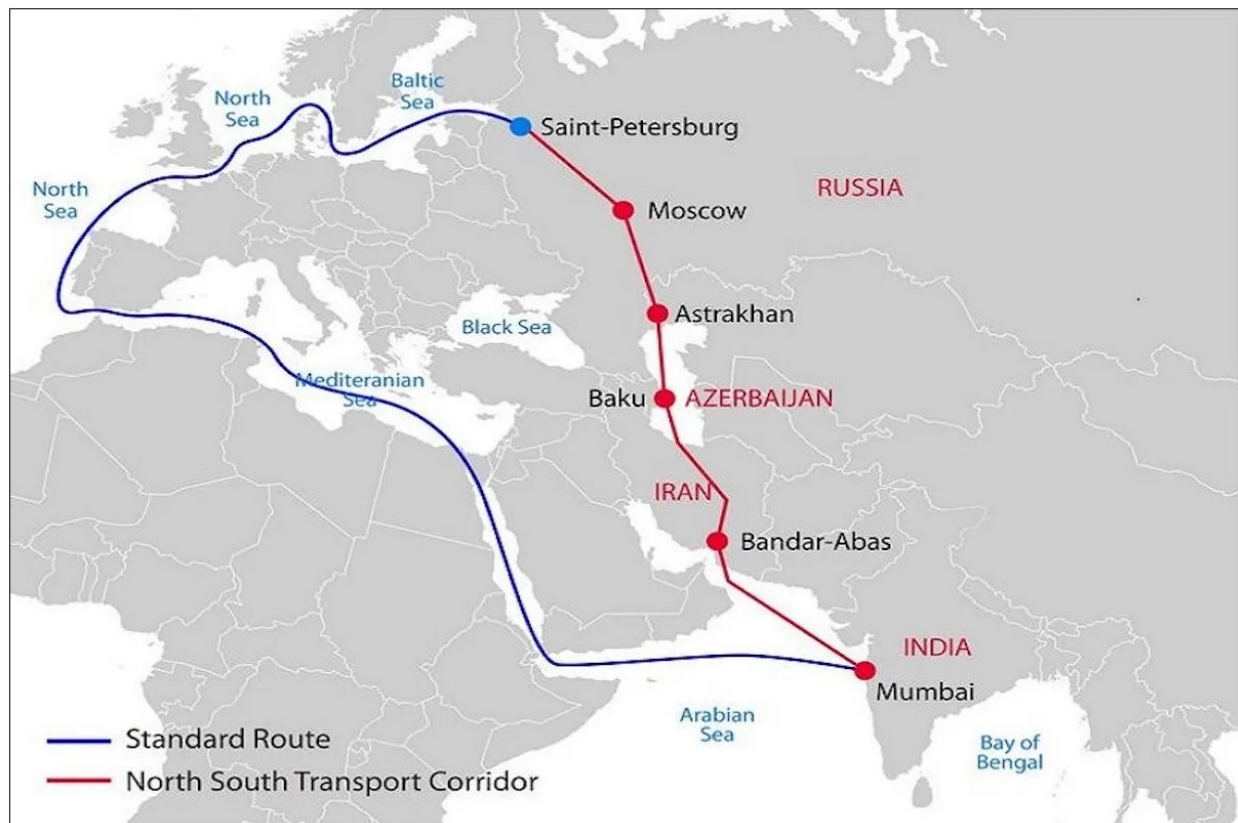 Baltic
Sea
North
Sea
Saint-Petersburg
North
Sea
RUSSIA
Moscow
Astrakhan
Black Sea
Mediteranian
Sea
Baku
AZERBAIJAN
IRAN
Bandar-Abas
INDIA
Mumbai
Arabian
Sea
Bay of
Bengal
Standard Route
North South Transport Corridor